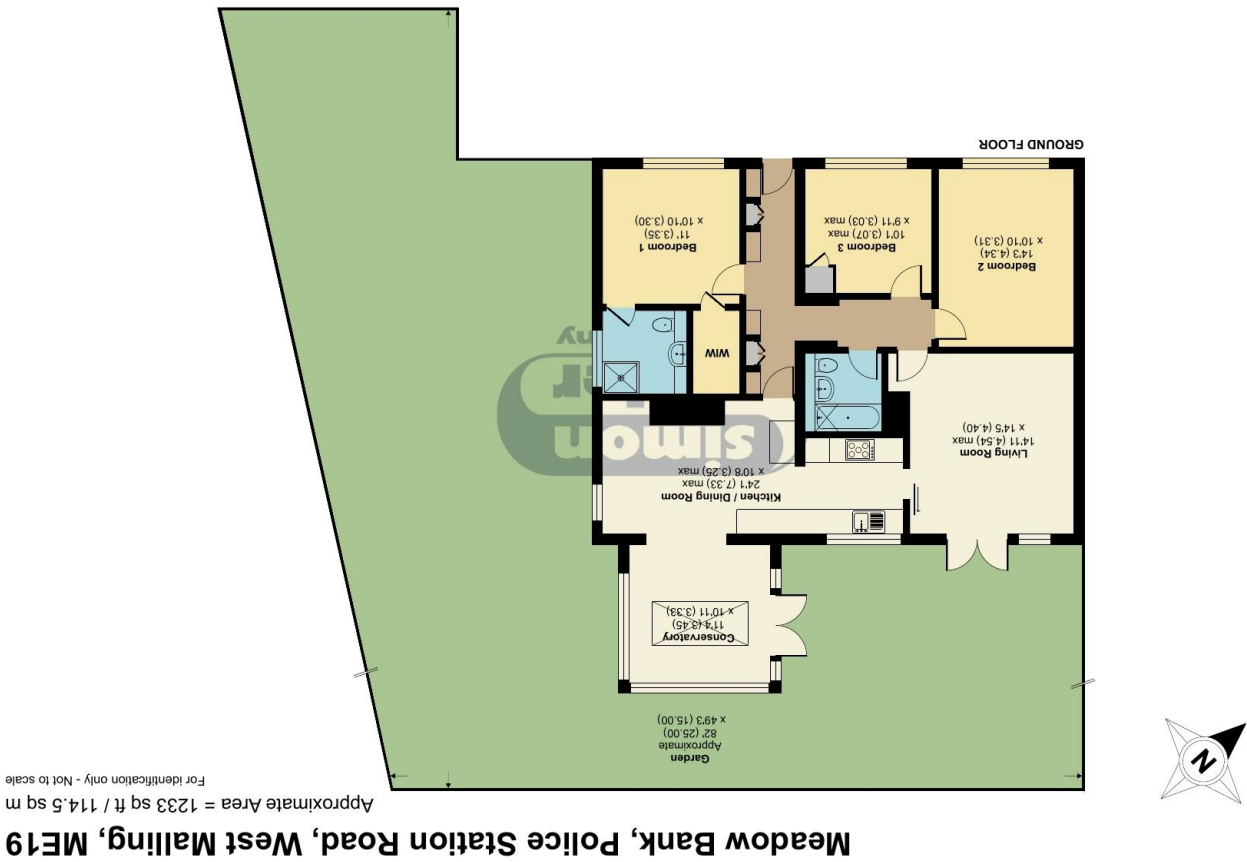 Meadow Bank, Police Station Road, West Malling, ME19
Approximate Area = 1233 sq ft / 114.5 sq m
For identification only - Not to scale
N
Garden
Approximate
82' (25.00)
x 49'3 (15.00)
Conservatory
11'4 (3.45)
x 10'11 (3.33)
Kitchen / Dining Room
24'1 (7.33) max
x 10'8 (3.25) max
Living Room
14'11 (4.54) max
x 14'5 (4.40)
simon
WIW
Bedroom 2
14'3 (4.34)
x 10'10 (3.31)
Bedroom 3
10'1 (3.07) max
x 9'11 (3.03) max
Bedroom 1
11' (3.35)
x 10'10 (3.30)
GROUND FLOOR